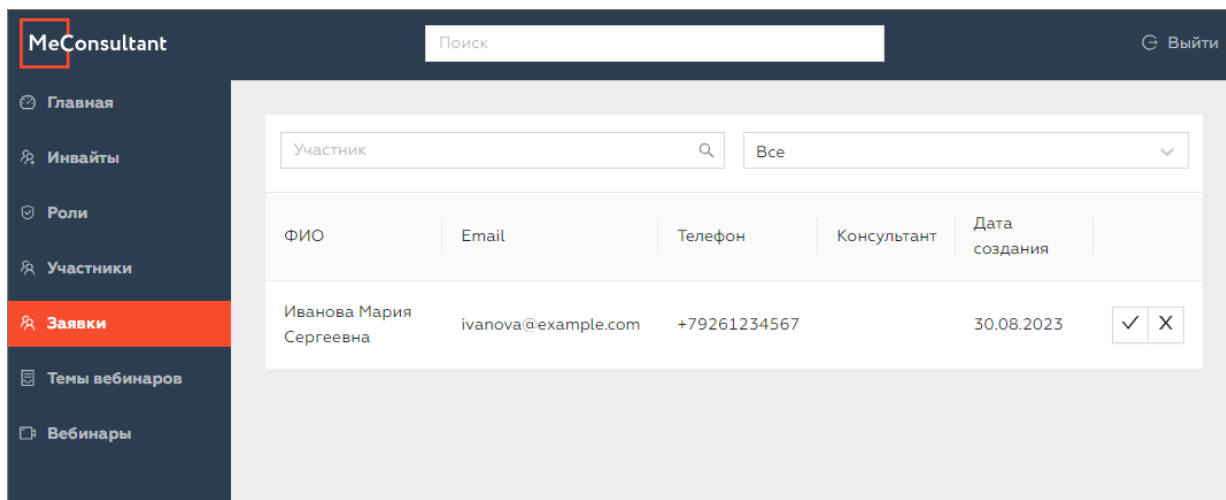 MeConsultant
Поиск
Выйти
Главная
Инвайты
Роли
Участники
Заявки
Темы вебинаров
Вебинары
Участник
Все
ФИО
Email
Телефон
Консультант
Дата
создания
Иванова Мария
Сергеевна
ivanova@example.com
+79261234567
30.08.2023